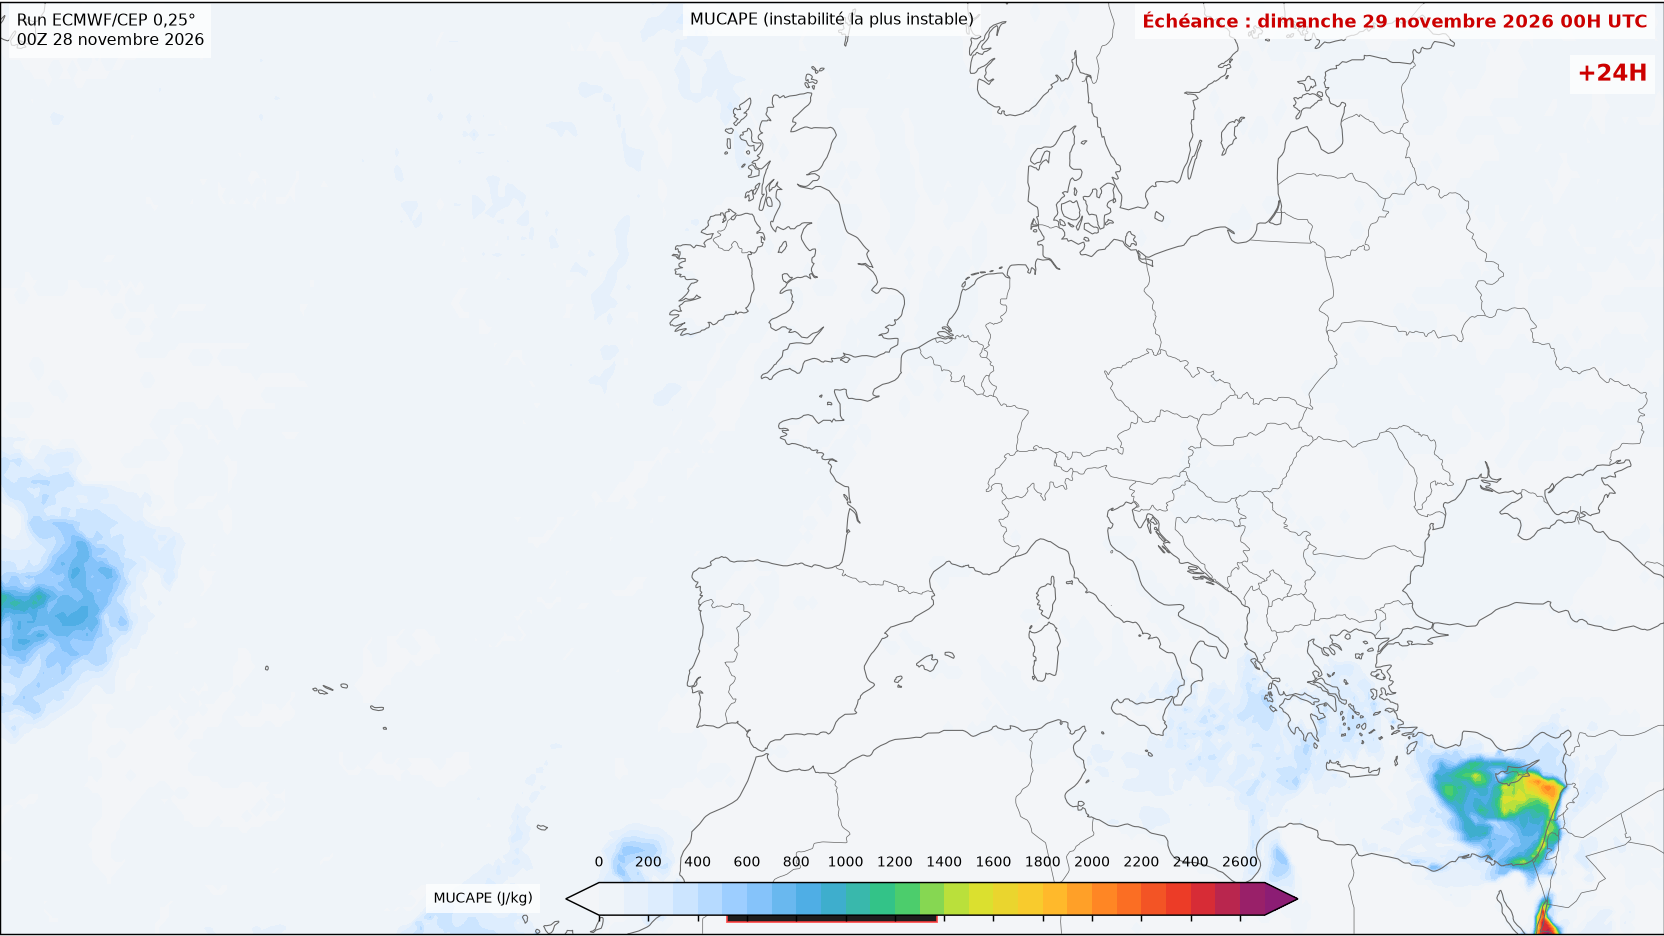 Run ECMWF/CEP 0,25°
00Z 28 novembre 2026
MUCAPE (instabilité la plus instable)
Échéance : dimanche 29 novembre 2026 00H UTC
+24H
0 200 400 600 800 1000 1200 1400 1600 1800 2000 2200 2400 2600
MUCAPE (J/kg)